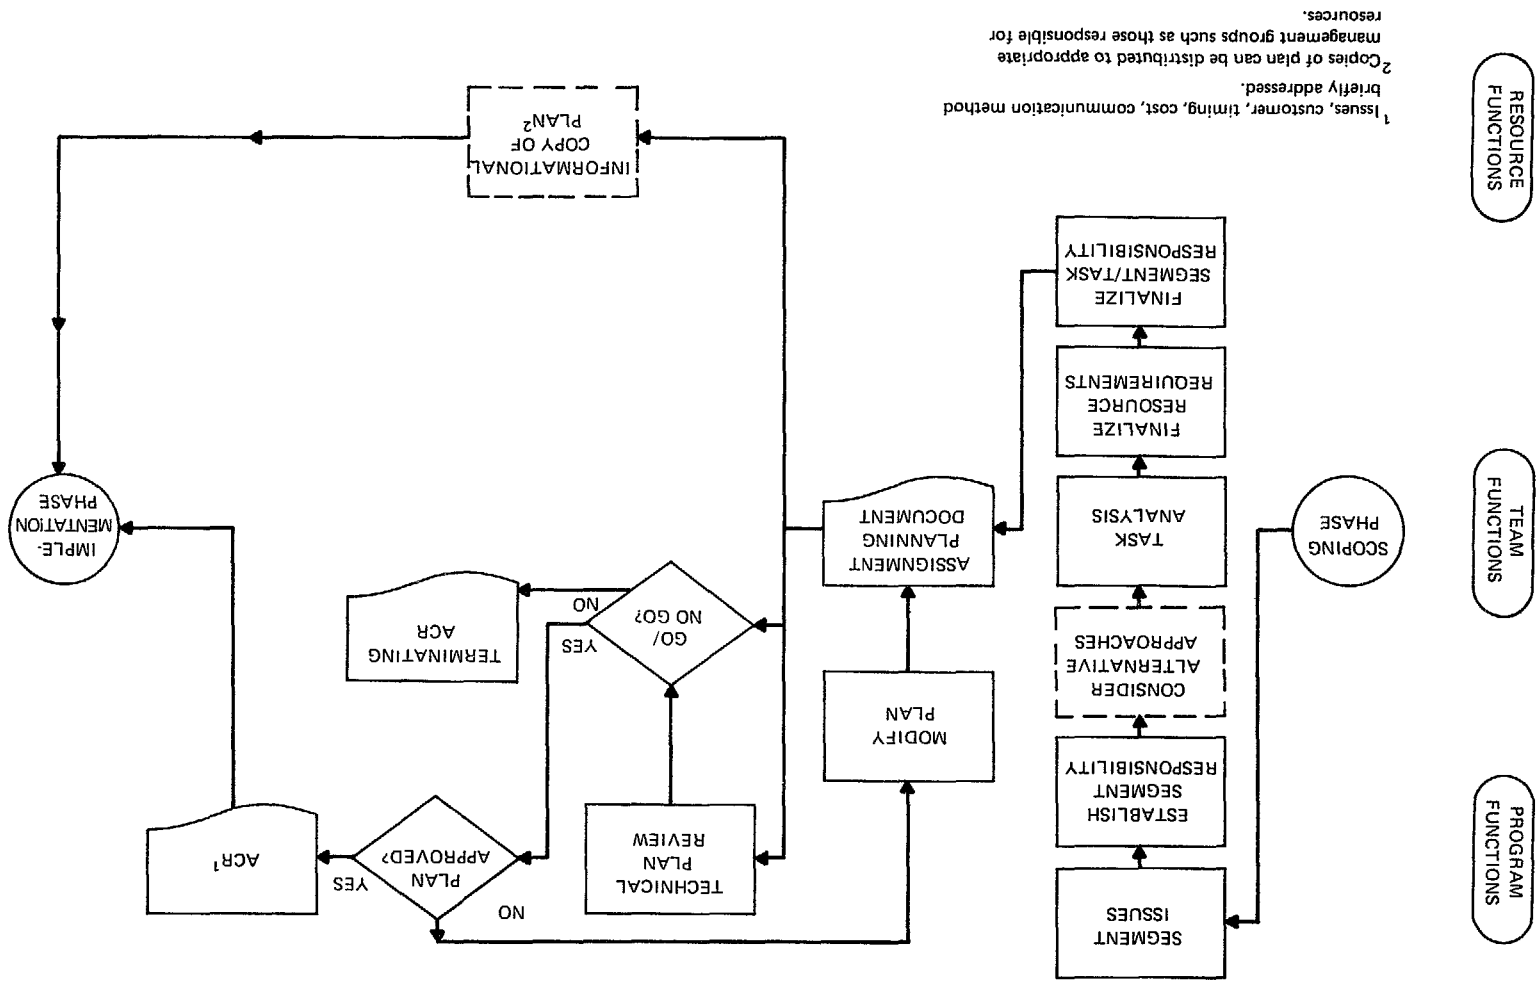 PROGRAM
FUNCTIONS
TEAM
FUNCTIONS
RESOURCE
FUNCTIONS
SEGMENT
ISSUES
ESTABLISH
SEGMENT
RESPONSIBILITY
CONSIDER
ALTERNATIVE
APPROACHES
SCOPING
PHASE
TASK
ANALYSIS
FINALIZE
RESOURCE
REQUIREMENTS
FINALIZE
SEGMENT/TASK
RESPONSIBILITY
MODIFY
PLAN
ASSIGNMENT
PLANNING
DOCUMENT
TECHNICAL
PLAN
REVIEW
GO/
NO GO?
YES
NO
TERMINATING
ACR
NO
PLAN
APPROVED?
YES
ACR¹
IMPLE-
MENTATION
PHASE
INFORMATIONAL
COPY OF
PLAN²
¹Issues, customer, timing, cost, communication method
briefly addressed.
²Copies of plan can be distributed to appropriate
management groups such as those responsible for
resources.